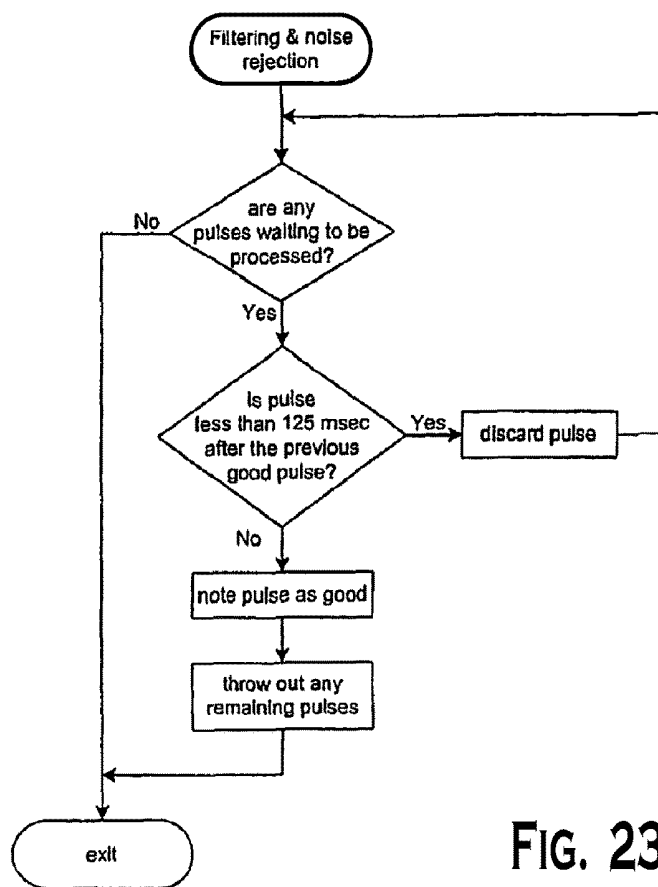 Filtering & noise
rejection
are any
pulses waiting to be
processed?
No
Yes
Is pulse
less than 125 msec
after the previous
good pulse?
Yes
discard pulse
No
note pulse as good
throw out any
remaining pulses
exit
FIG. 23